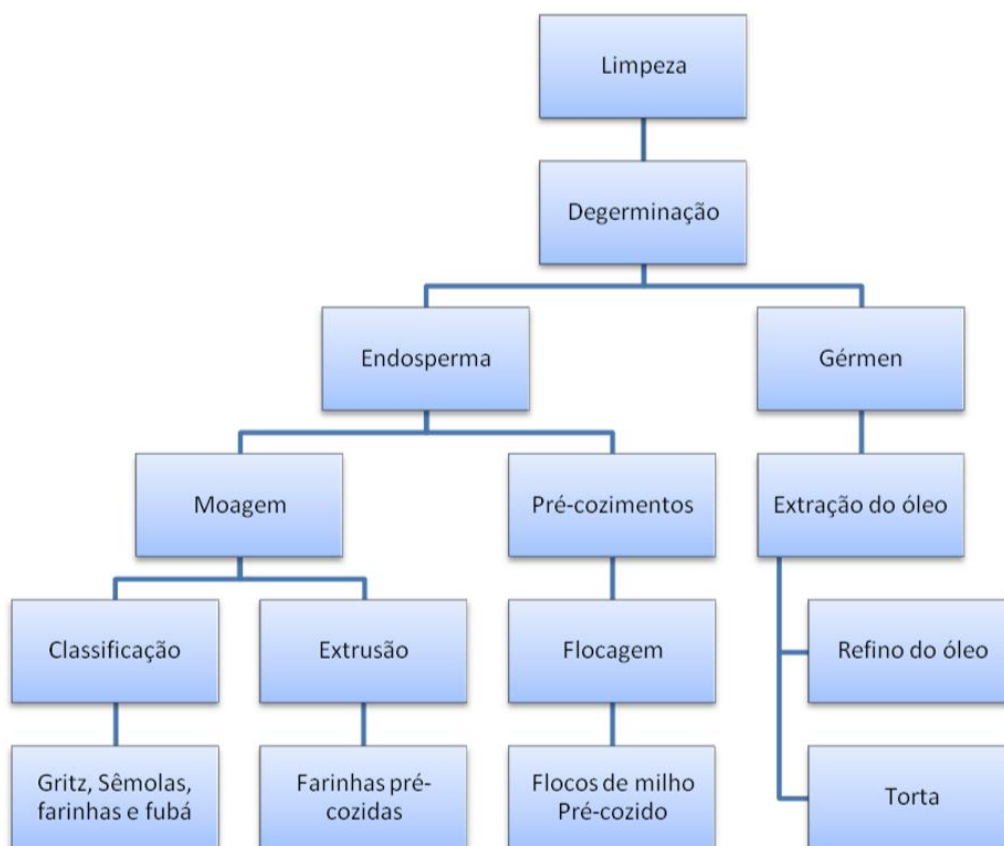 Limpeza
Degerminação
Endosperma
Gérmen
Moagem
Pré-cozimentos
Extração do óleo
Classificação
Extrusão
Flocagem
Refino do óleo
Gritz, Sêmolas,
farinhas e fubá
Farinhas pré-
cozidas
Flocos de milho
Pré-cozido
Torta